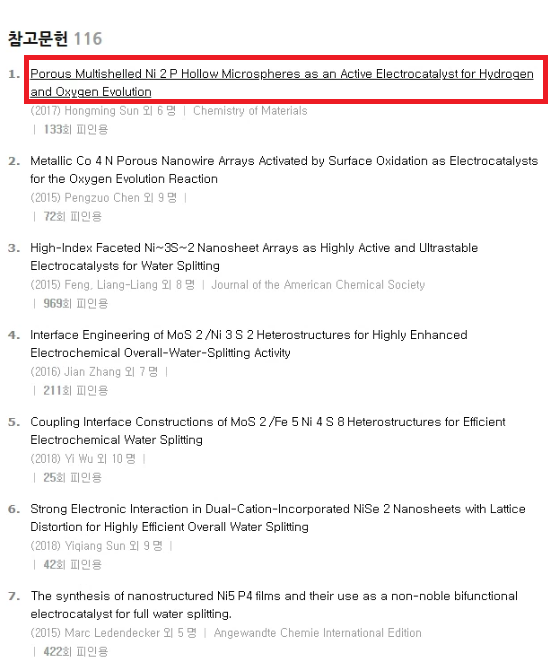 참고문헌 116
1. Porous Multishelled Ni 2 P Hollow Microspheres as an Active Electrocatalyst for Hydrogen
and Oxygen Evolution
(2017) Hongming Sun 외 6 명 | Chemistry of Materials
| 133회 피인용
2. Metallic Co 4 N Porous Nanowire Arrays Activated by Surface Oxidation as Electrocatalysts
for the Oxygen Evolution Reaction
(2015) Pengzuo Chen 외 9 명 |
| 72회 피인용
3. High-Index Faceted Ni~3S~2 Nanosheet Arrays as Highly Active and Ultrastable
Electrocatalysts for Water Splitting
(2015) Feng, Liang-Liang 외 8 명 | Journal of the American Chemical Society
| 969회 피인용
4. Interface Engineering of MoS 2 /Ni 3 S 2 Heterostructures for Highly Enhanced
Electrochemical Overall-Water-Splitting Activity
(2016) Jian Zhang 외 7 명 |
| 211회 피인용
5. Coupling Interface Constructions of MoS 2 /Fe 5 Ni 4 S 8 Heterostructures for Efficient
Electrochemical Water Splitting
(2018) Yi Wu 외 10 명 |
| 25회 피인용
6. Strong Electronic Interaction in Dual-Cation-Incorporated NiSe 2 Nanosheets with Lattice
Distortion for Highly Efficient Overall Water Splitting
(2018) Yiqiang Sun 외 9 명 |
| 42회 피인용
7. The synthesis of nanostructured Ni5 P4 films and their use as a non-noble bifunctional
electrocatalyst for full water splitting.
(2015) Marc Ledendecker 외 5 명 | Angewandte Chemie International Edition
| 422회 피인용